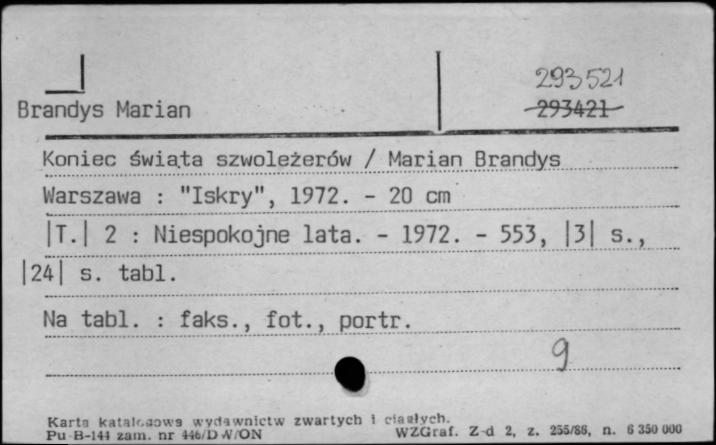 293521
Brandys Marian
293421
Koniec świata szwoleżerów / Marian Brandys
Warszawa : "Iskry", 1972. - 20 cm
|T.| 2 : Niespokojne lata. - 1972. - 553, |3| s.,
|24| s. tabl.
Na tabl. : faks., fot., portr.
9
Karta katalogowa wydawnictw zwartych i ciągłych.
Pu-B-144 zam. nr 446/D-W/ON WZGraf. Z-d 2, z. 255/86, n. 6 350 000